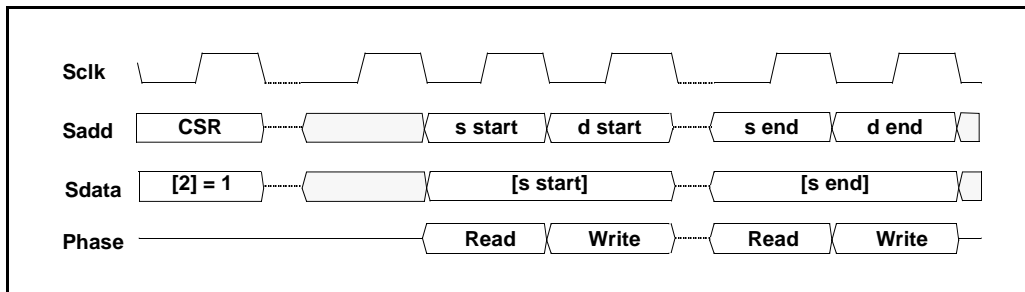 Sclk
Sadd CSR s start d start s end d end
Sdata [2] = 1 [s start] [s end]
Phase Read Write Read Write